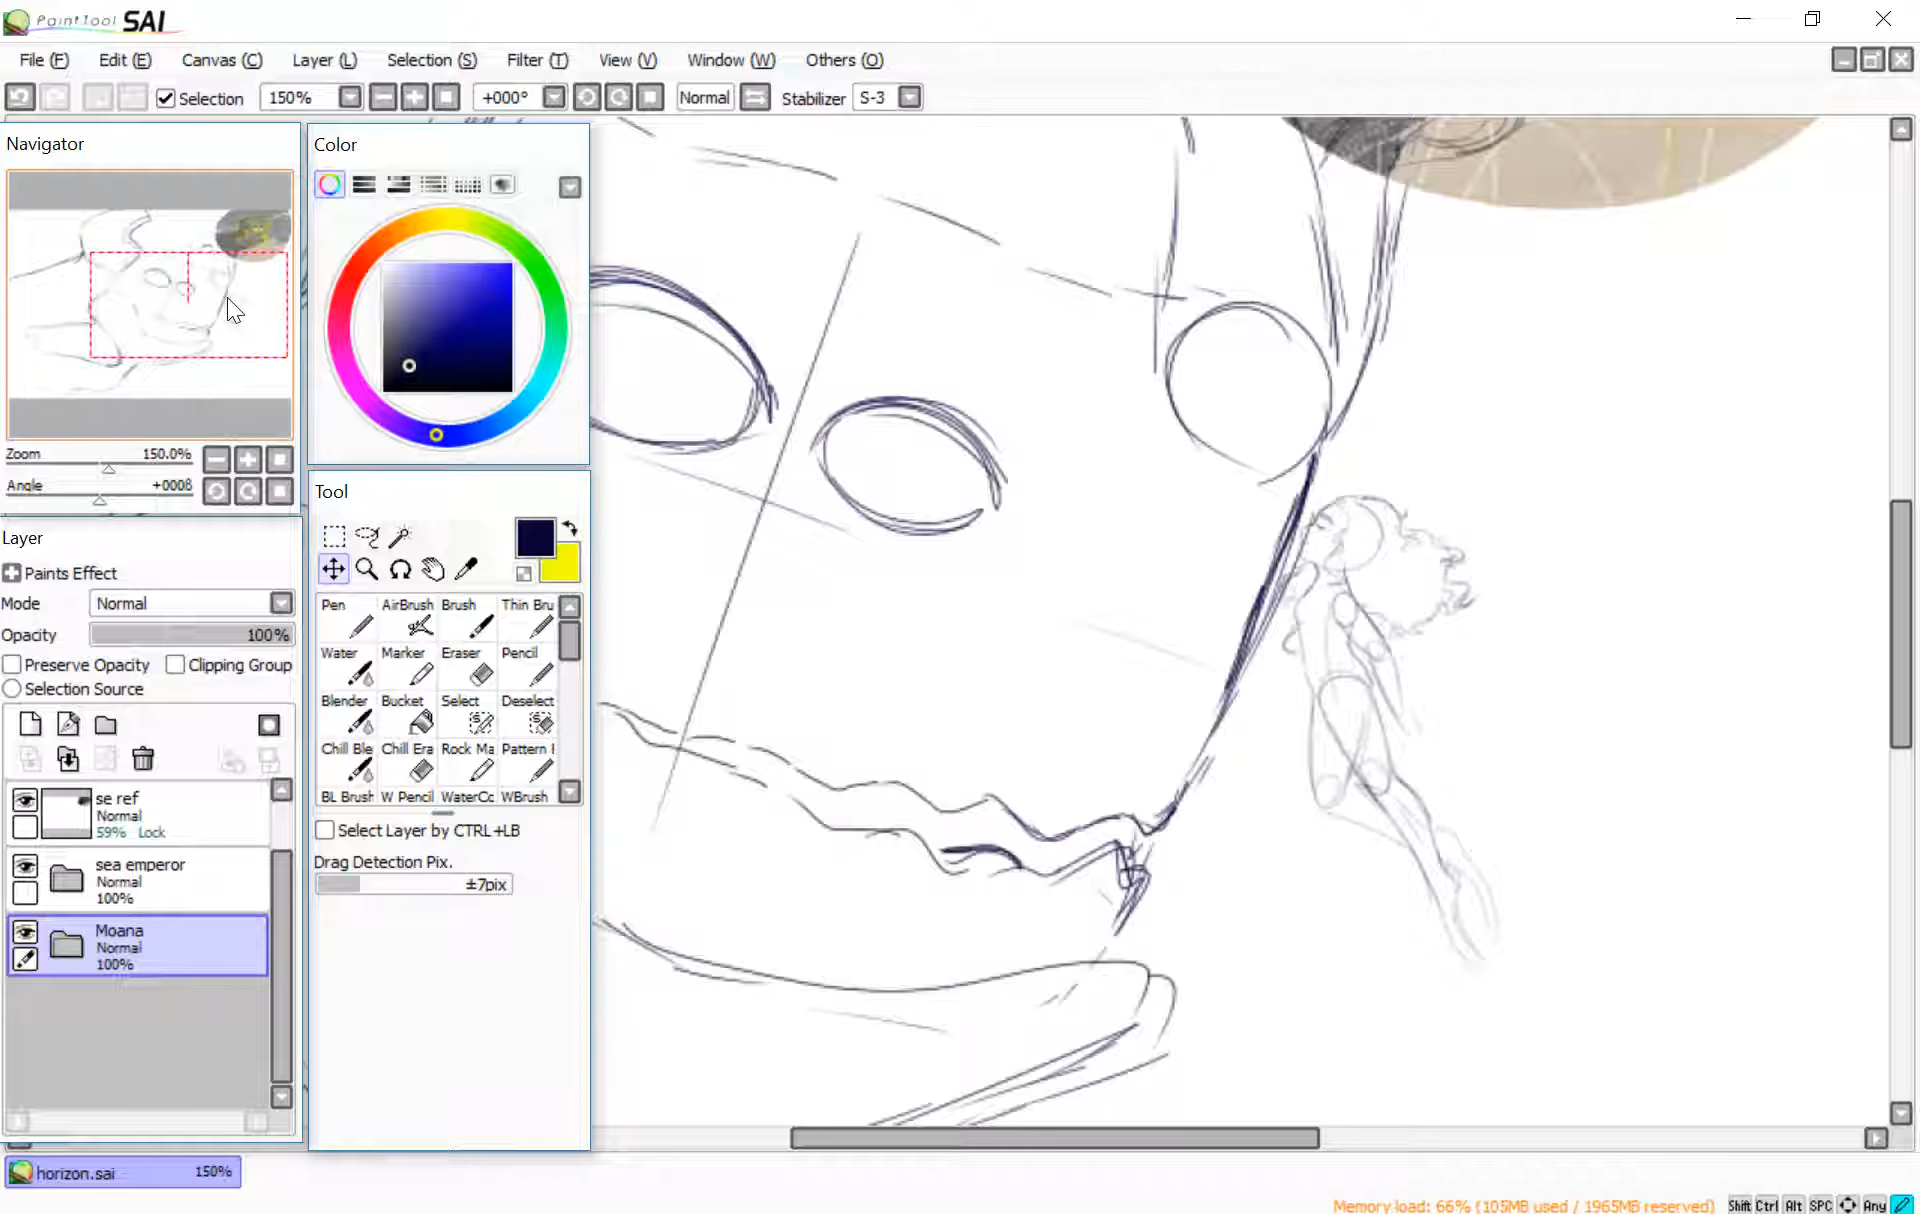 PaintTool SAI
File (F) Edit (E) Canvas (C) Layer (L) Selection (S) Filter (T) View (V) Window (W) Others (O)
Selection 150% +000° Normal Stabilizer S-3
Navigator
Zoom 150.0%
Angle +000°
Layer
Paints Effect
Mode Normal
Opacity 100%
Preserve Opacity Clipping Group
Selection Source
se ref
Normal
59% Lock
sea emperor
Normal
100%
Moana
Normal
100%
Color
Tool
Pen AirBrush Brush Thin Bru
Water Marker Eraser Pencil
Blender Bucket Select Deselect
Chill Ble Chill Era Rock Ma Pattern
BL Brush W Pencil WaterCc WBrush
Select Layer by CTRL+LB
Drag Detection Pix.
±7pix
horizon.sai 150%
Memory load: 66% (105MB used / 1965MB reserved) Shift Ctrl Alt SPC Any